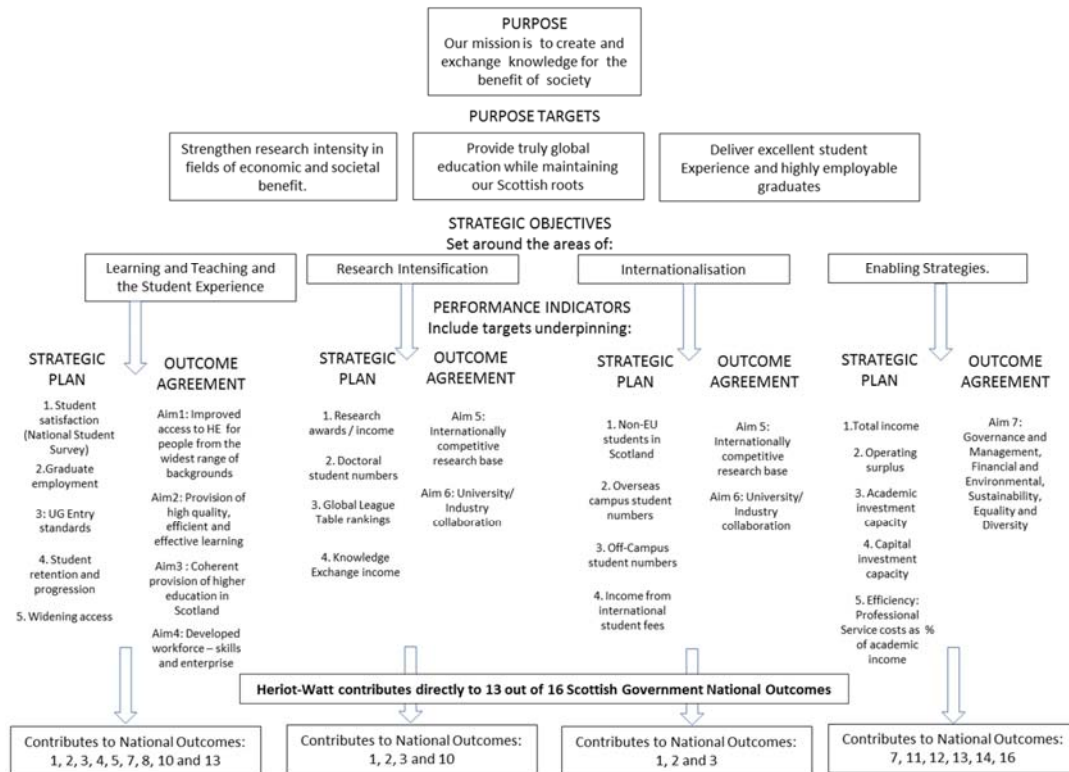 PURPOSE
Our mission is to create and
exchange knowledge for the
benefit of society
PURPOSE TARGETS
Strengthen research intensity in
fields of economic and societal
benefit.
Provide truly global
education while maintaining
our Scottish roots
Deliver excellent student
Experience and highly employable
graduates
STRATEGIC OBJECTIVES
Set around the areas of:
Learning and Teaching and
the Student Experience
Research Intensification
Internationalisation
Enabling Strategies.
PERFORMANCE INDICATORS
Include targets underpinning:
STRATEGIC
PLAN
1. Student
satisfaction
(National Student
Survey)
2.Graduate
employment
3: UG Entry
standards
4. Student
retention and
progression
5. Widening access
OUTCOME
AGREEMENT
Aim1: Improved
access to HE for
people from the
widest range of
backgrounds
Aim2: Provision of
high quality,
efficient and
effective learning
Aim3 : Coherent
provision of higher
education in
Scotland
Aim4: Developed
workforce – skills
and enterprise
STRATEGIC
PLAN
1. Research
awards / income
2. Doctoral
student numbers
3. Global League
Table rankings
4. Knowledge
Exchange income
OUTCOME
AGREEMENT
Aim 5:
Internationally
competitive
research base
Aim 6: University/
Industry
collaboration
STRATEGIC
PLAN
1. Non-EU
students in
Scotland
2. Overseas
campus student
numbers
3. Off-Campus
student numbers
4. Income from
international
student fees
OUTCOME
AGREEMENT
Aim 5:
Internationally
competitive
research base
Aim 6: University/
Industry
collaboration
STRATEGIC
PLAN
1.Total income
2. Operating
surplus
3. Academic
investment
capacity
4. Capital
investment
capacity
5. Efficiency:
Professional
Service costs as %
of academic
income
OUTCOME
AGREEMENT
Aim 7:
Governance and
Management,
Financial and
Environmental,
Sustainability,
Equality and
Diversity
Heriot-Watt contributes directly to 13 out of 16 Scottish Government National Outcomes
Contributes to National Outcomes:
1, 2, 3, 4, 5, 7, 8, 10 and 13
Contributes to National Outcomes:
1, 2, 3 and 10
Contributes to National Outcomes:
1, 2 and 3
Contributes to National Outcomes:
7, 11, 12, 13, 14, 16